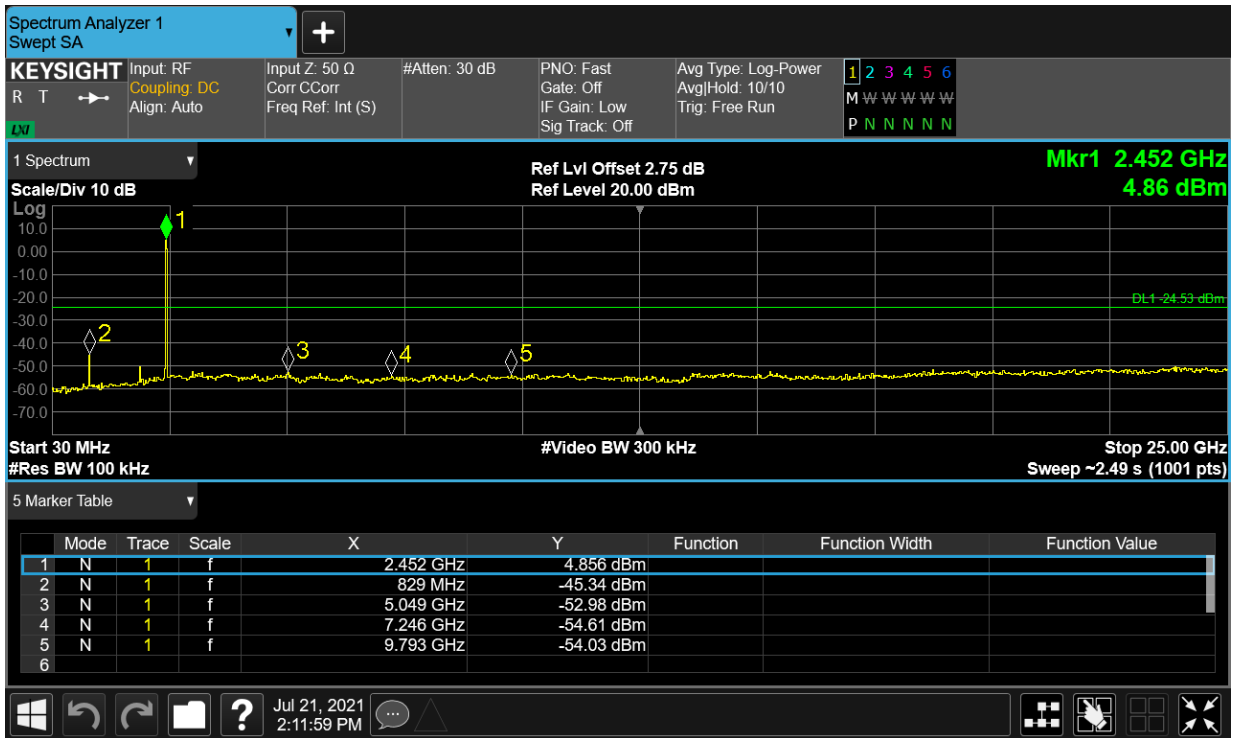 Spectrum Analyzer 1
Swept SA
KEYSIGHT
R T
LXI
Input: RF
Coupling: DC
Align: Auto
Input Z: 50 Ω
Corr CCorr
Freq Ref: Int (S)
#Atten: 30 dB
PNO: Fast
Gate: Off
IF Gain: Low
Sig Track: Off
Avg Type: Log-Power
Avg|Hold: 10/10
Trig: Free Run
1 2 3 4 5 6
M W W W W W
P N N N N N
1 Spectrum
Scale/Div 10 dB
Ref Lvl Offset 2.75 dB
Ref Level 20.00 dBm
Mkr1 2.452 GHz
4.86 dBm
Log
10.0
0.00
-10.0
-20.0
-30.0
-40.0
-50.0
-60.0
-70.0
1
2
3
4
5
DL1 -24.53 dBm
Start 30 MHz
#Video BW 300 kHz
Stop 25.00 GHz
#Res BW 100 kHz
Sweep ~2.49 s (1001 pts)
5 Marker Table
Mode Trace Scale X Y Function Function Width Function Value
1 N 1 f 2.452 GHz 4.856 dBm
2 N 1 f 829 MHz -45.34 dBm
3 N 1 f 5.049 GHz -52.98 dBm
4 N 1 f 7.246 GHz -54.61 dBm
5 N 1 f 9.793 GHz -54.03 dBm
6
?
Jul 21, 2021
2:11:59 PM